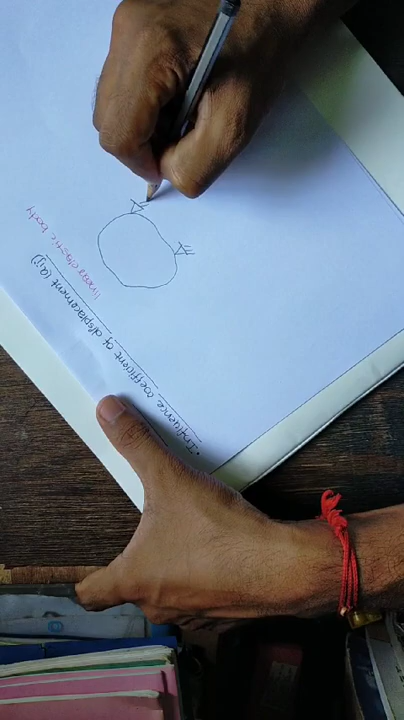 * Influence coefficient of displacement (aij)
linear elastic body